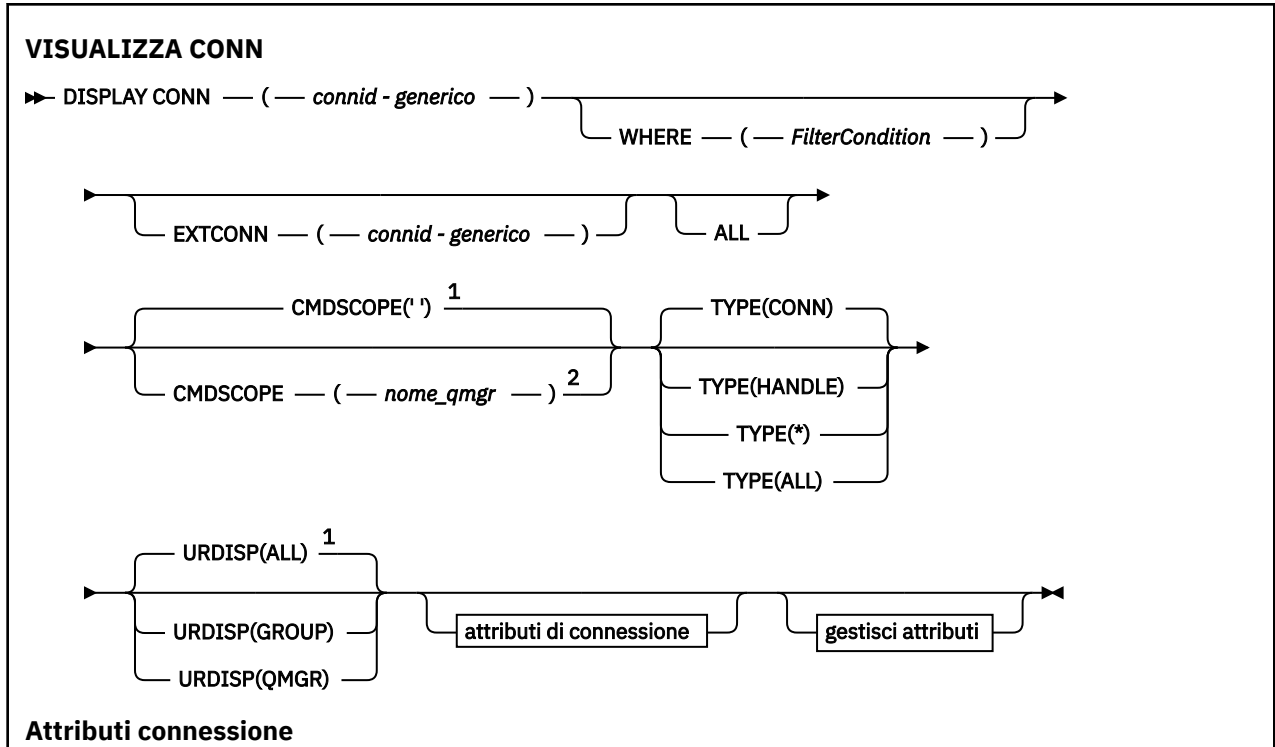 VISUALIZZA CONN
DISPLAY CONN ( connid - generico )
WHERE ( FilterCondition )
EXTCONN ( connid - generico ) ALL
CMDSCOPE(' ') 1 TYPE(CONN)
CMDSCOPE ( nome_qmgr ) 2 TYPE(HANDLE)
TYPE(*)
TYPE(ALL)
URDISP(ALL) 1
URDISP(GROUP) attributi di connessione gestisci attributi
URDISP(QMGR)
Attributi connessione